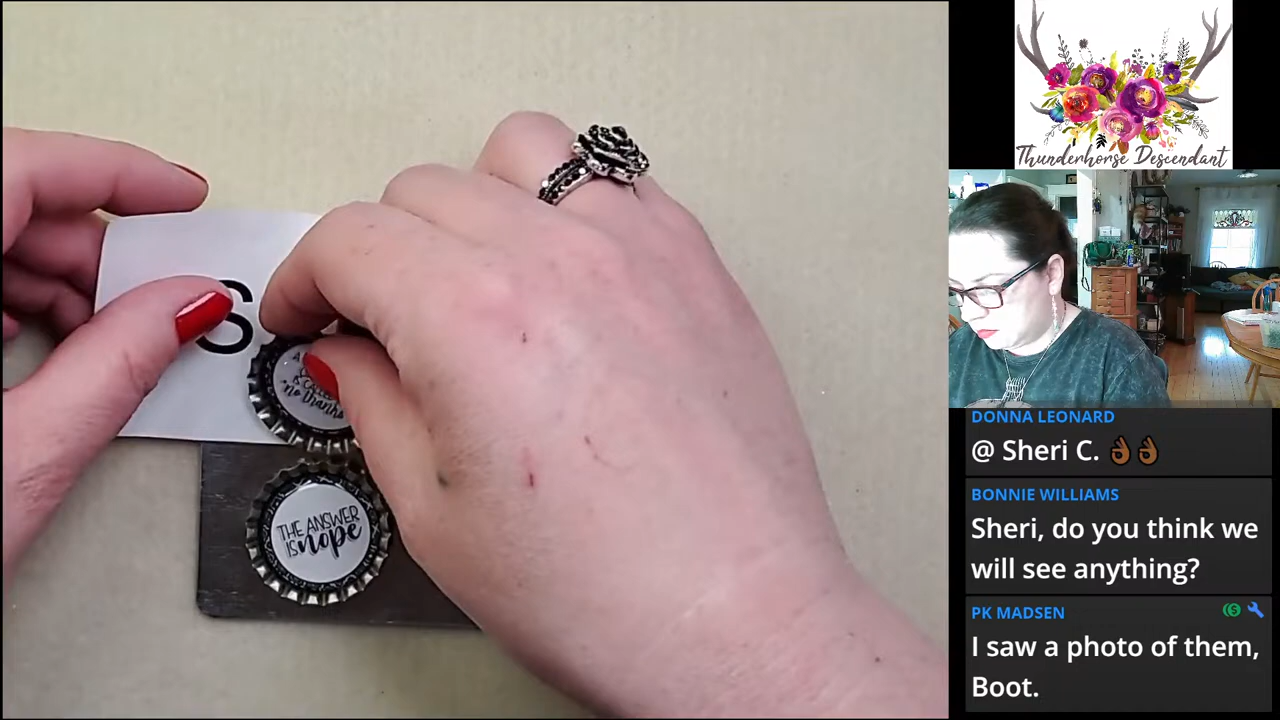 Thunderhorse Descendant
S
No Thanks
THE ANSWER
IS nope
DONNA LEONARD
@ Sheri C. 👌🏾👌🏾
BONNIE WILLIAMS
Sheri, do you think we
will see anything?
PK MADSEN
I saw a photo of them,
Boot.